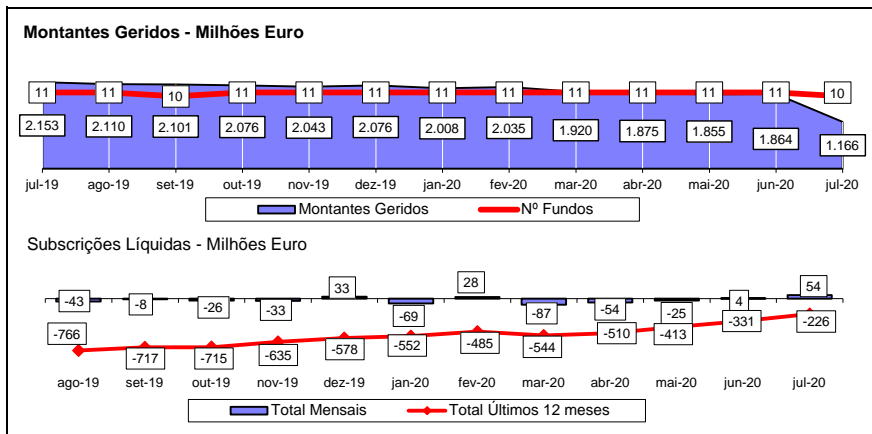 Montantes Geridos - Milhões Euro
11 11 10 11 11 11 11 11 11 11 11 11 10
2.153 2.110 2.101 2.076 2.043 2.076 2.008 2.035 1.920 1.875 1.855 1.864 1.166
jul-19 ago-19 set-19 out-19 nov-19 dez-19 jan-20 fev-20 mar-20 abr-20 mai-20 jun-20 jul-20
Montantes Geridos Nº Fundos
Subscrições Líquidas - Milhões Euro
-43 -8 -26 -33 33 -69 28 -87 -54 -25 4 54
-766 -717 -715 -635 -578 -552 -485 -544 -510 -413 -331 -226
ago-19 set-19 out-19 nov-19 dez-19 jan-20 fev-20 mar-20 abr-20 mai-20 jun-20 jul-20
Total Mensais Total Últimos 12 meses